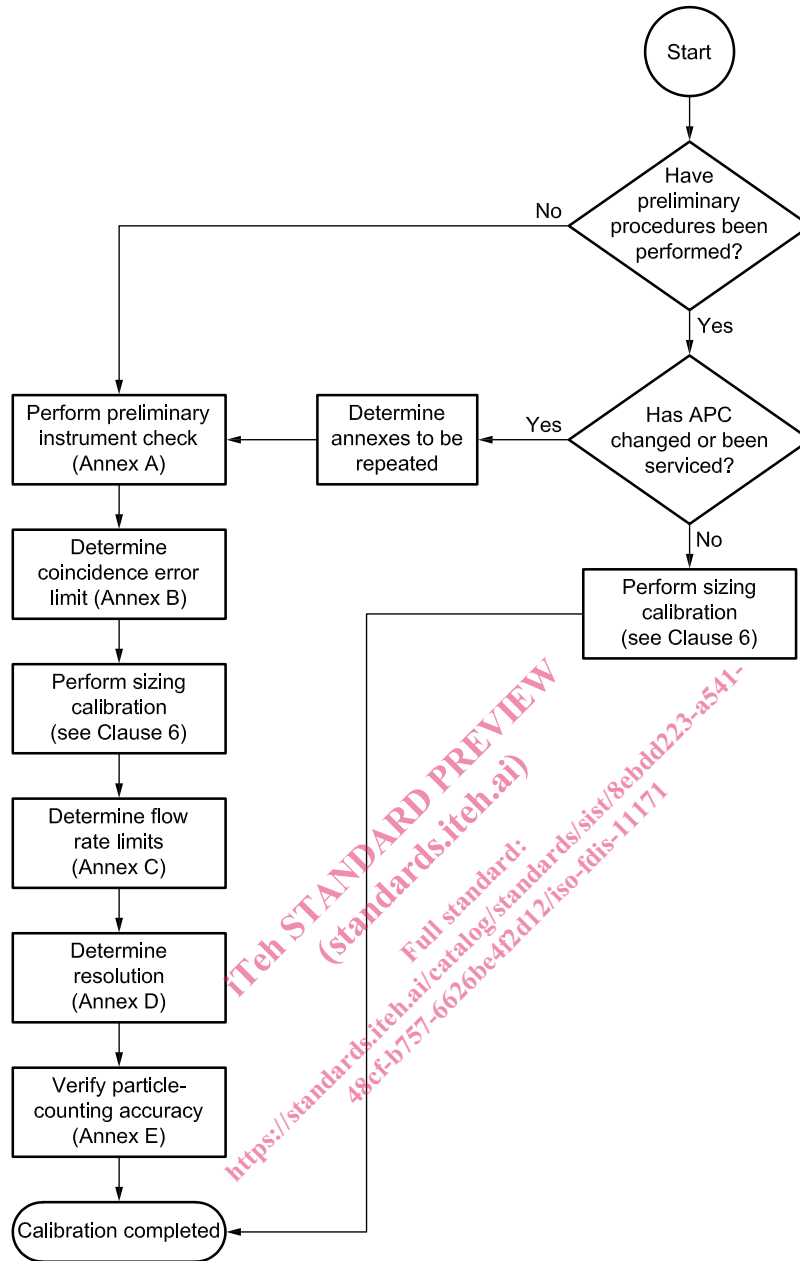 Start
Have
preliminary
procedures been
performed?
No
Yes
Has APC
changed or been
serviced?
Yes
Determine
annexes to be
repeated
Perform preliminary
instrument check
(Annex A)
No
Perform sizing
calibration
(see Clause 6)
Determine
coincidence error
limit (Annex B)
Perform sizing
calibration
(see Clause 6)
Determine flow
rate limits
(Annex C)
Determine
resolution
(Annex D)
Verify particle-
counting accuracy
(Annex E)
Calibration completed
iTeh STANDARD PREVIEW
(standards.iteh.ai)
Full standard:
https://standards.iteh.ai/catalog/standards/sist/8ebdd223-a541-
48cf-b757-6626be4f2d12/iso-fdis-11171